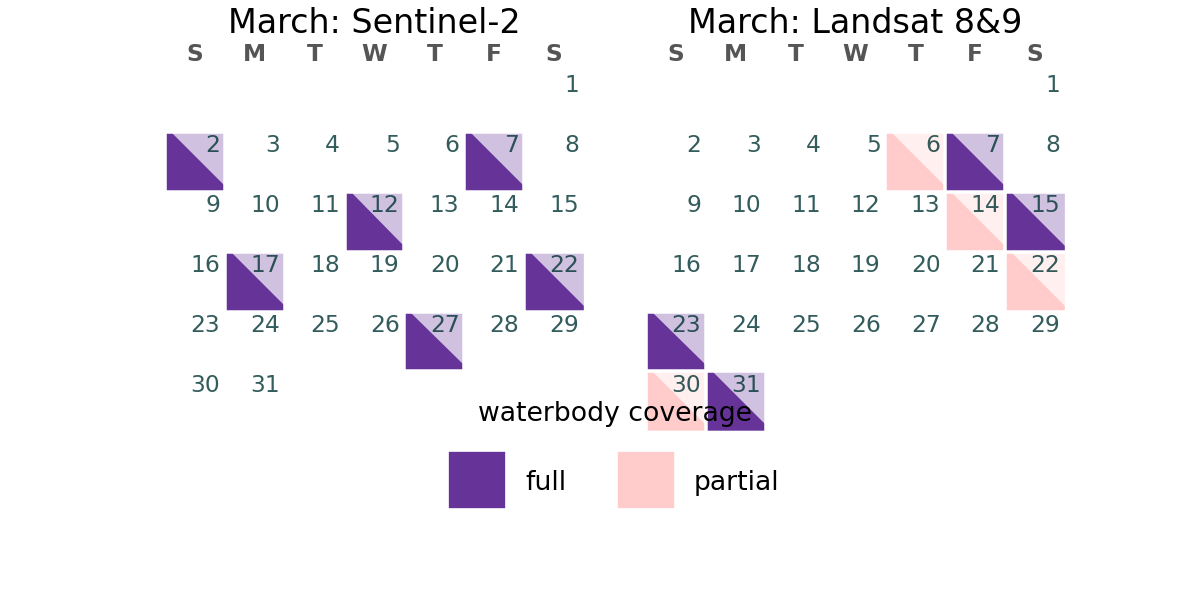 March: Sentinel-2
S M T W T F S
1
2 3 4 5 6 7 8
9 10 11 12 13 14 15
16 17 18 19 20 21 22
23 24 25 26 27 28 29
30 31
March: Landsat 8&9
S M T W T F S
1
2 3 4 5 6 7 8
9 10 11 12 13 14 15
16 17 18 19 20 21 22
23 24 25 26 27 28 29
30 31
waterbody coverage
full partial